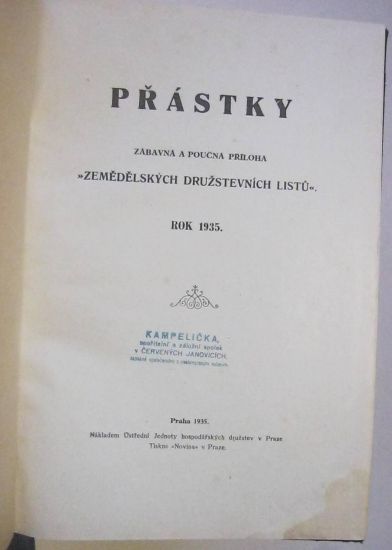 PŘÁSTKY
ZÁBAVNÁ A POUČNÁ PŘÍLOHA
»ZEMĚDĚLSKÝCH DRUŽSTEVNÍCH LISTŮ«.
ROK 1935.
KAMPELIČKA,
spořitelní a záložní spolek
v ČERVENÝCH JANOVICÍCH,
Praha 1935.
Nákladem Ústřední Jednoty hospodářských družstev v Praze
Tiskne »Novina« v Praze.